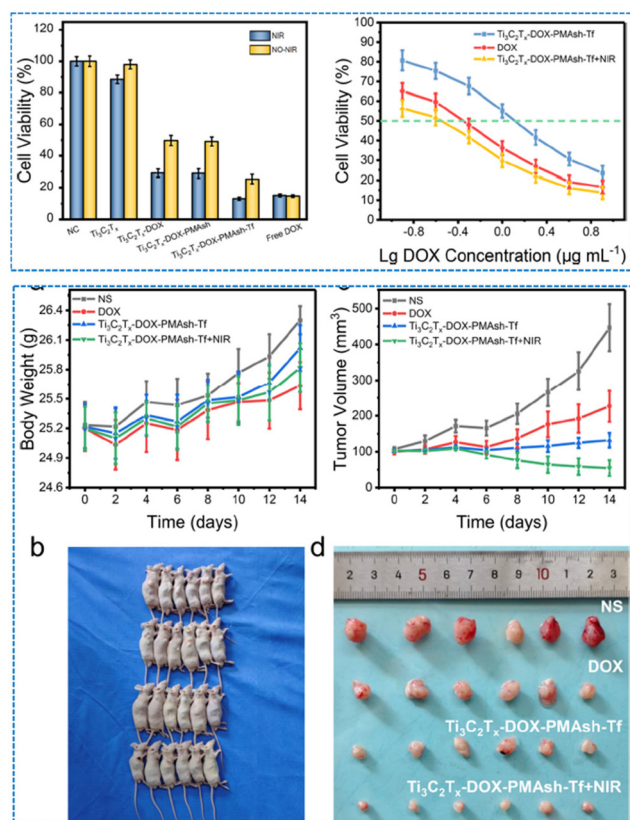 NIR
NO-NIR
Cell Viability (%)
120
100
80
60
40
20
0
NC
Ti₃C₂Tₓ
Ti₃C₂Tₓ-DOX
Ti₃C₂Tₓ-DOX-PMAsh
Ti₃C₂Tₓ-DOX-PMAsh-Tf
Free DOX
Ti₃C₂Tₓ-DOX-PMAsh-Tf
DOX
Ti₃C₂Tₓ-DOX-PMAsh-Tf+NIR
Cell Viability (%)
100
90
80
70
60
50
40
30
20
10
0
-0.8 -0.4 0.0 0.4 0.8
Lg DOX Concentration (μg mL⁻¹)
NS
DOX
Ti₃C₂Tₓ-DOX-PMAsh-Tf
Ti₃C₂Tₓ-DOX-PMAsh-Tf+NIR
Body Weight (g)
26.4
26.0
25.6
25.2
24.8
24.6
0 2 4 6 8 10 12 14
Time (days)
NS
DOX
Ti₃C₂Tₓ-DOX-PMAsh-Tf
Ti₃C₂Tₓ-DOX-PMAsh-Tf+NIR
Tumor Volume (mm³)
500
400
300
200
100
0
0 2 4 6 8 10 12 14
Time (days)
b
d
2 3 5 7 8 9 10 1 2 3
NS
DOX
Ti₃C₂Tₓ-DOX-PMAsh-Tf
Ti₃C₂Tₓ-DOX-PMAsh-Tf+NIR